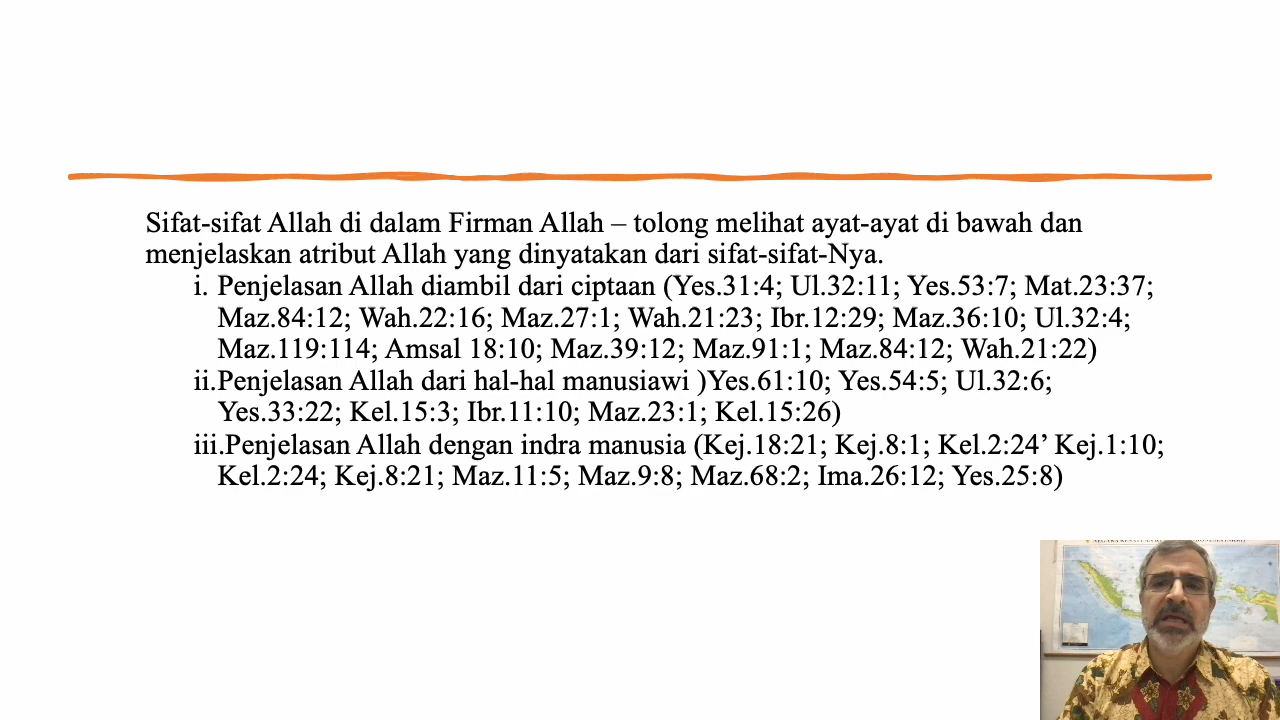 Sifat-sifat Allah di dalam Firman Allah – tolong melihat ayat-ayat di bawah dan
menjelaskan atribut Allah yang dinyatakan dari sifat-sifat-Nya.
i. Penjelasan Allah diambil dari ciptaan (Yes.31:4; Ul.32:11; Yes.53:7; Mat.23:37;
Maz.84:12; Wah.22:16; Maz.27:1; Wah.21:23; Ibr.12:29; Maz.36:10; Ul.32:4;
Maz.119:114; Amsal 18:10; Maz.39:12; Maz.91:1; Maz.84:12; Wah.21:22)
ii.Penjelasan Allah dari hal-hal manusiawi )Yes.61:10; Yes.54:5; Ul.32:6;
Yes.33:22; Kel.15:3; Ibr.11:10; Maz.23:1; Kel.15:26)
iii.Penjelasan Allah dengan indra manusia (Kej.18:21; Kej.8:1; Kel.2:24’ Kej.1:10;
Kel.2:24; Kej.8:21; Maz.11:5; Maz.9:8; Maz.68:2; Ima.26:12; Yes.25:8)